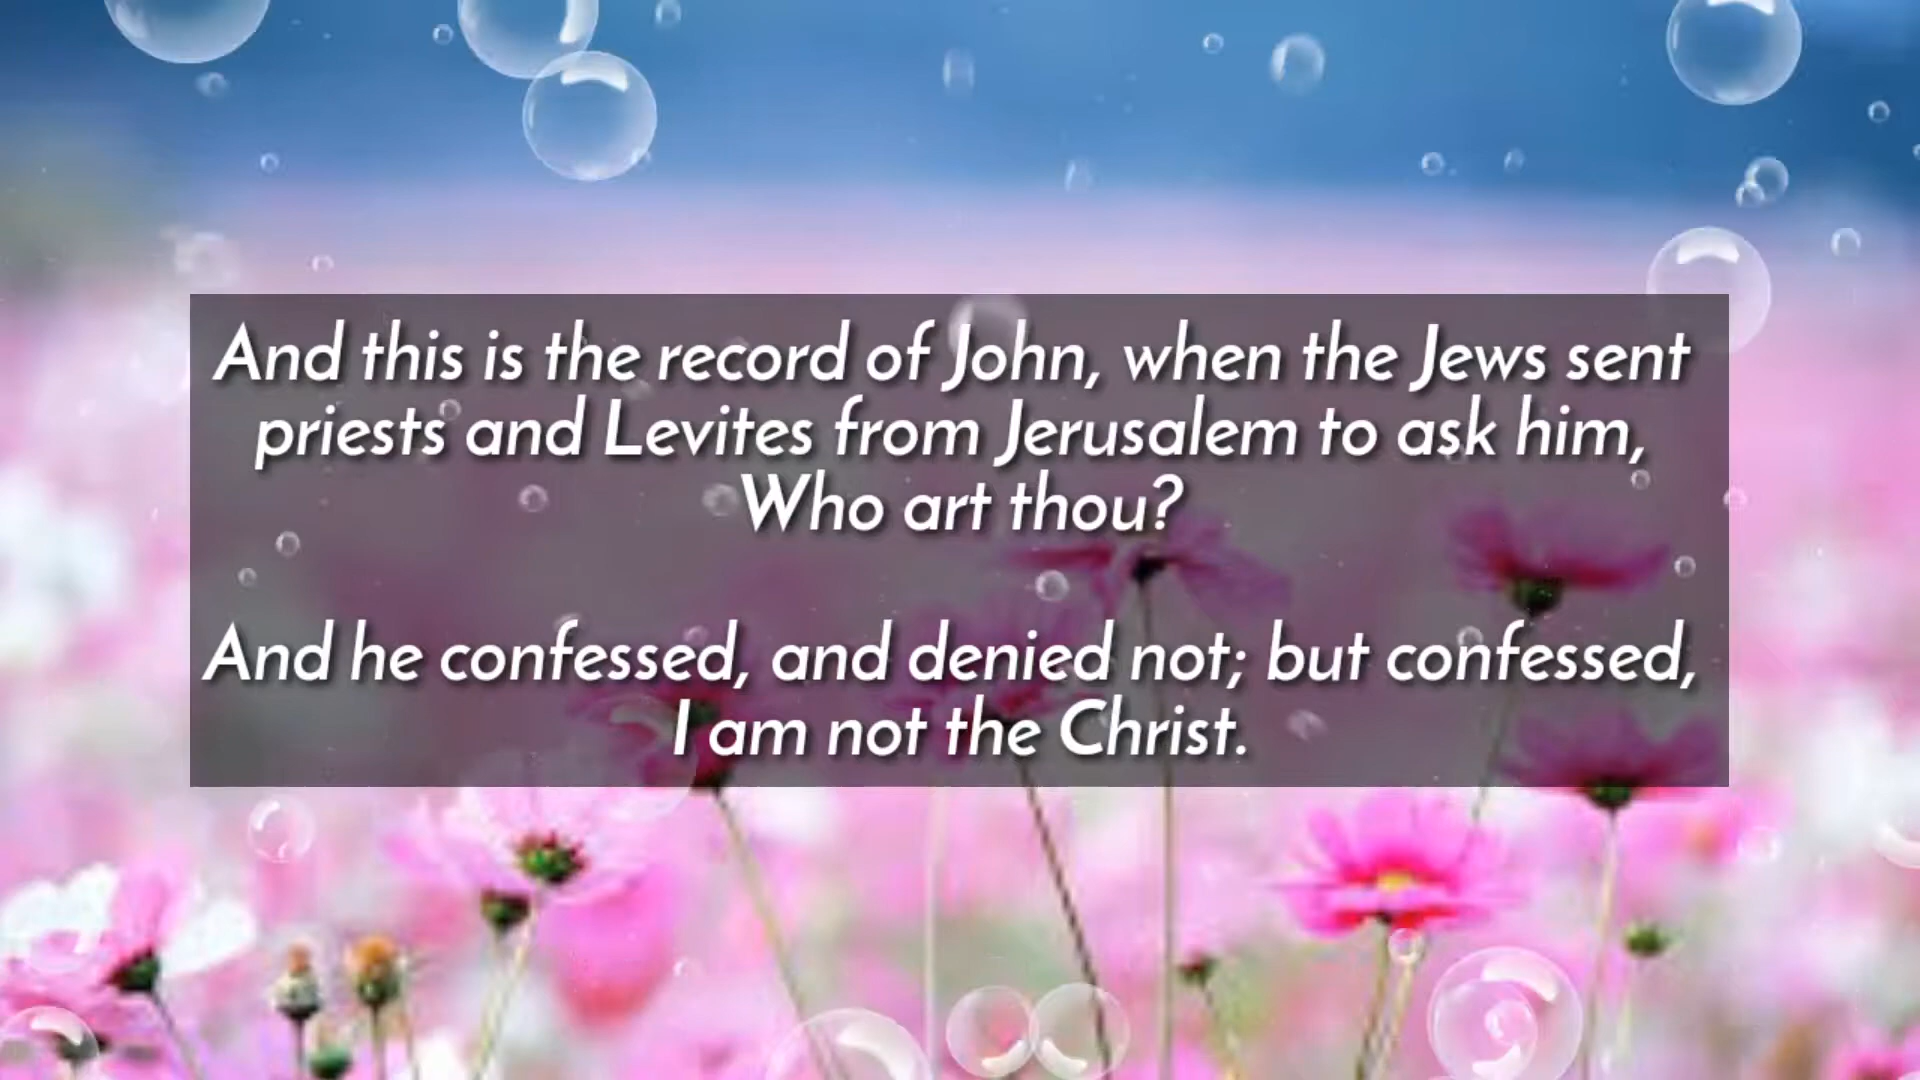 And this is the record of John, when the Jews sent
priests and Levites from Jerusalem to ask him,
Who art thou?
And he confessed, and denied not; but confessed,
I am not the Christ.